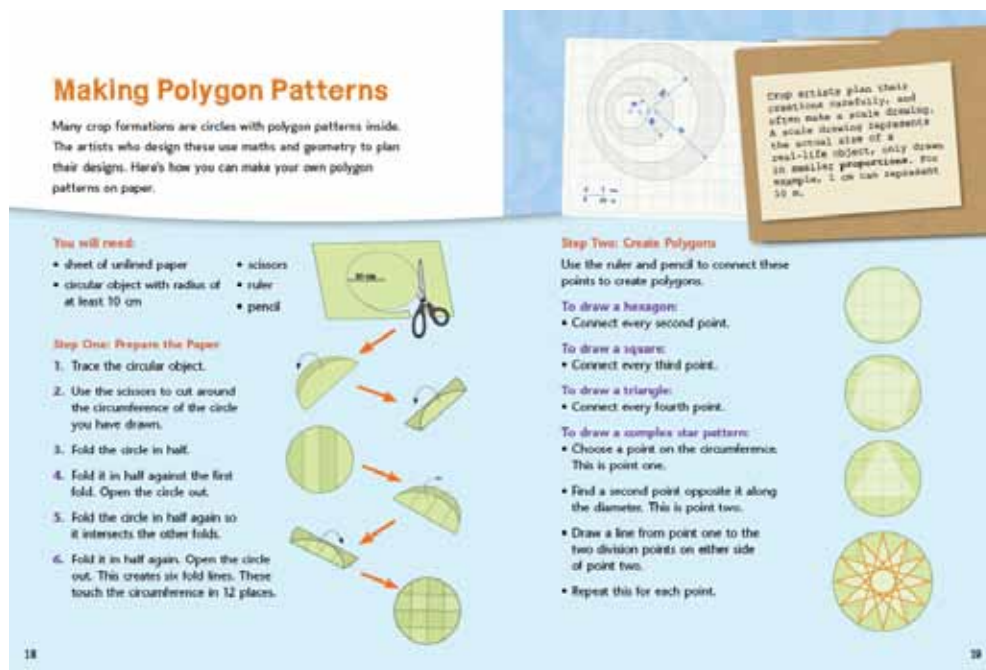 Making Polygon Patterns
Many crop formations are circles with polygon patterns inside.
The artists who design these use maths and geometry to plan
their designs. Here's how you can make your own polygon
patterns on paper.
You will need:
• sheet of unlined paper
• circular object with radius of
at least 10 cm
• scissors
• ruler
• pencil
10 cm
Step One: Prepare the Paper
1. Trace the circular object.
2. Use the scissors to cut around
the circumference of the circle
you have drawn.
3. Fold the circle in half.
4. Fold it in half against the first
fold. Open the circle out.
5. Fold the circle in half again so
it intersects the other folds.
6. Fold it in half again. Open the circle
out. This creates six fold lines. These
touch the circumference in 12 places.
18
Crop artists plan their
creations carefully, and
often make a scale drawing.
A scale drawing represents
the actual size of a
real-life object, only drawn
in smaller proportions. For
example, 1 cm can represent
10 m.
Step Two: Create Polygons
Use the ruler and pencil to connect these
points to create polygons.
To draw a hexagon:
• Connect every second point.
To draw a square:
• Connect every third point.
To draw a triangle:
• Connect every fourth point.
To draw a complex star pattern:
• Choose a point on the circumference.
This is point one.
• Find a second point opposite it along
the diameter. This is point two.
• Draw a line from point one to the
two division points on either side
of point two.
• Repeat this for each point.
19